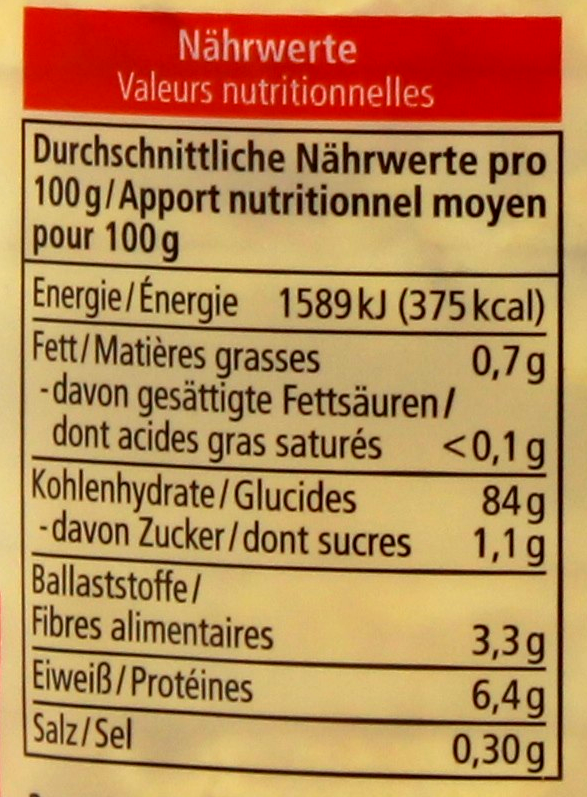 Nährwerte
Valeurs nutritionnelles
Durchschnittliche Nährwerte pro
100 g/Apport nutritionnel moyen
pour 100 g
Energie/Énergie 1589 kJ (375 kcal)
Fett/Matières grasses 0,7 g
-davon gesättigte Fettsäuren/
dont acides gras saturés <0,1 g
Kohlenhydrate/Glucides 84 g
-davon Zucker/dont sucres 1,1 g
Ballaststoffe/
Fibres alimentaires 3,3 g
Eiweiß/Protéines 6,4 g
Salz/Sel 0,30 g